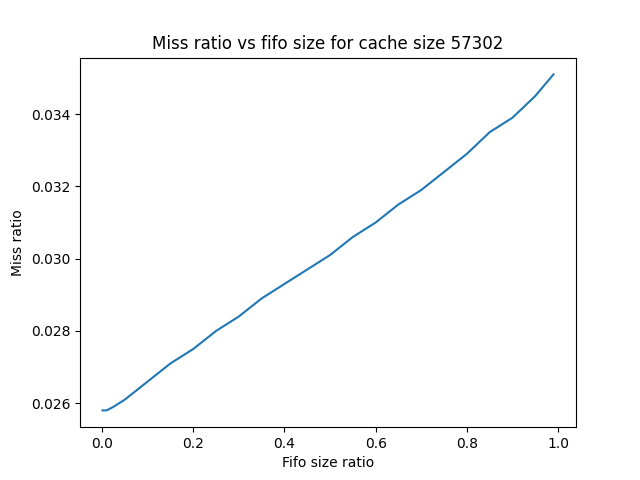 Miss ratio vs fifo size for cache size 57302
0.034
0.032
0.030
0.028
0.026
Miss ratio
0.0 0.2 0.4 0.6 0.8 1.0
Fifo size ratio